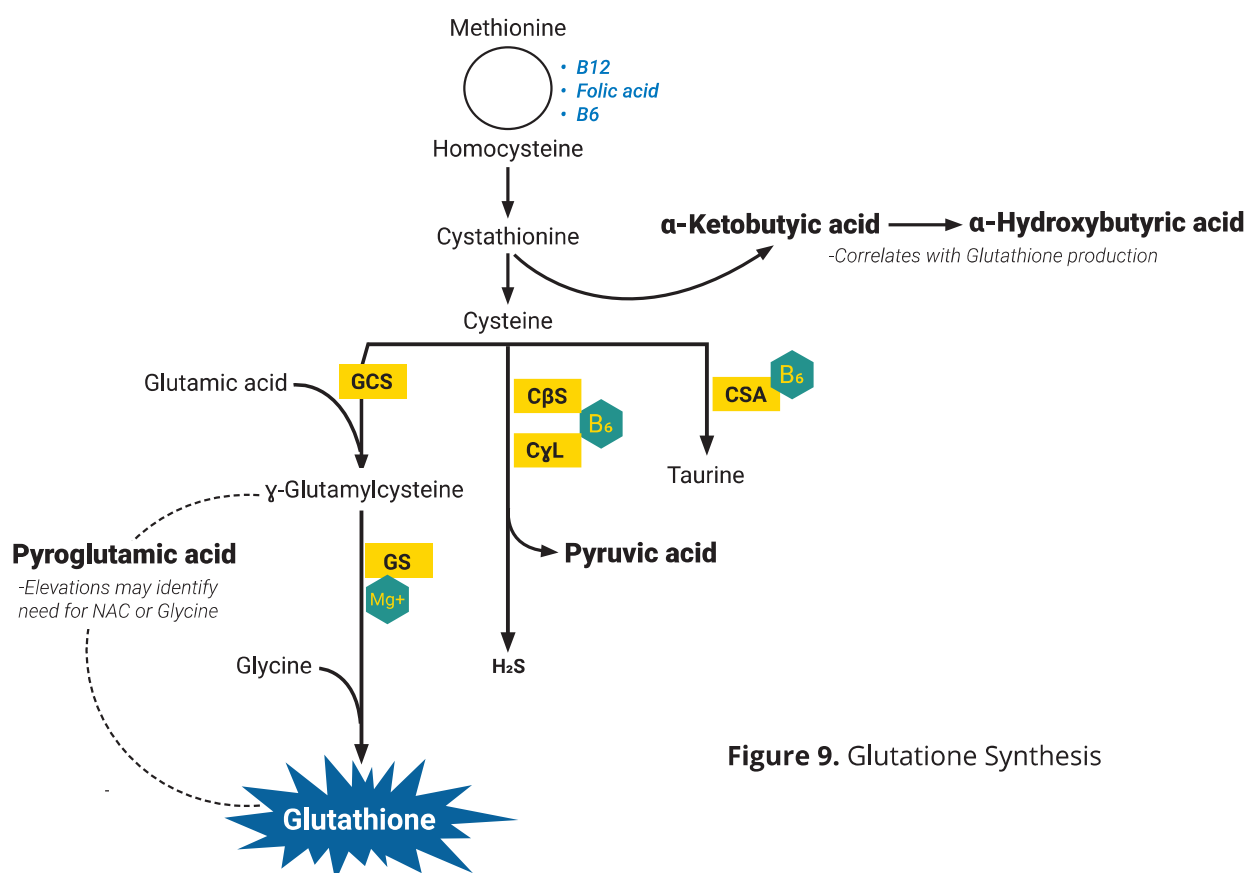 Methionine
• B12
• Folic acid
• B6
Homocysteine
Cystathionine
α-Ketobutyic acid
α-Hydroxybutyric acid
-Correlates with Glutathione production
Cysteine
Glutamic acid
GCS
CβS
B₆
CɣL
CSA
B₆
Taurine
ɣ-Glutamylcysteine
Pyroglutamic acid
-Elevations may identify
need for NAC or Glycine
GS
Mg+
Pyruvic acid
Glycine
H₂S
Figure 9. Glutatione Synthesis
Glutathione